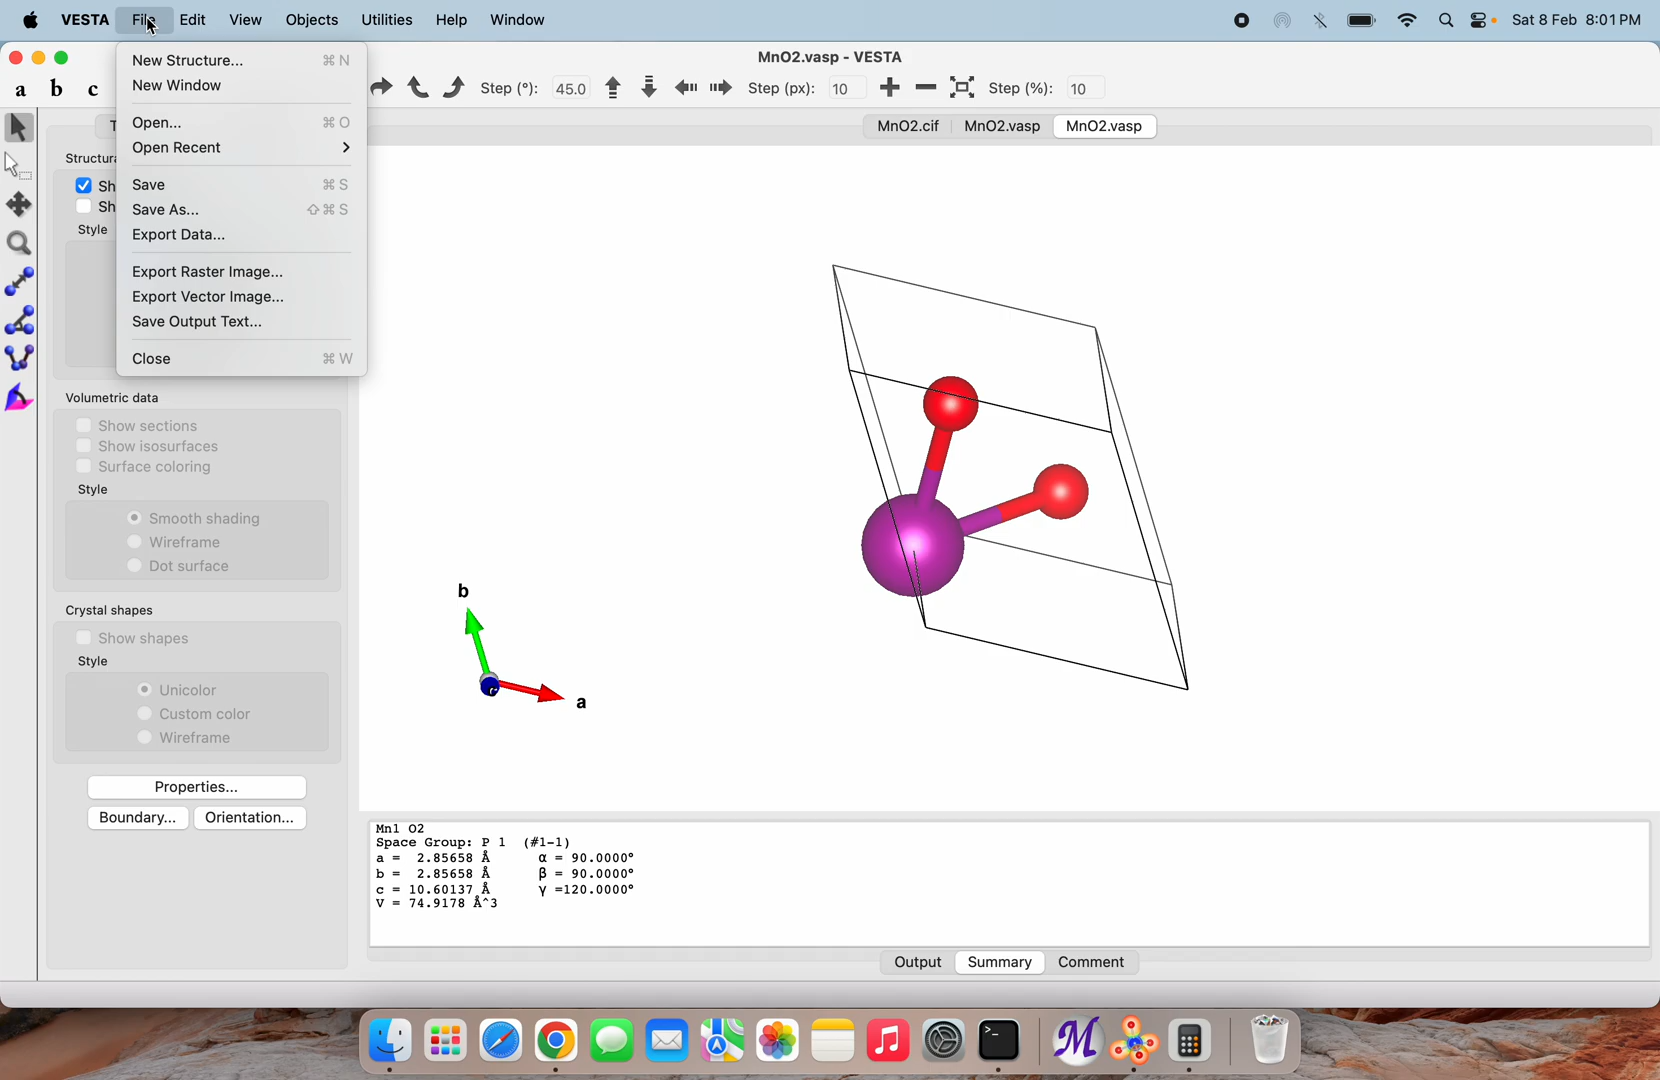 VESTA File Edit View Objects Utilities Help Window Sat 8 Feb 8:01 PM
MnO2.vasp - VESTA
a b c Step (°): 45.0 Step (px): 10 Step (%): 10
New Structure... ⌘ N
New Window
Open... ⌘ O
Open Recent
Save ⌘ S
Save As... ⇧ ⌘ S
Export Data...
Export Raster Image...
Export Vector Image...
Save Output Text...
Close ⌘ W
MnO2.cif MnO2.vasp MnO2.vasp
T
Structura
Sh
Sh
Style
Volumetric data
Show sections
Show isosurfaces
Surface coloring
Style
Smooth shading
Wireframe
Dot surface
Crystal shapes
Show shapes
Style
Unicolor
Custom color
Wireframe
Properties...
Boundary... Orientation...
b
a
Mn1 O2
Space Group: P 1 (#1-1)
a = 2.85658 Å α = 90.0000°
b = 2.85658 Å β = 90.0000°
c = 10.60137 Å γ =120.0000°
V = 74.9178 Å^3
Output Summary Comment